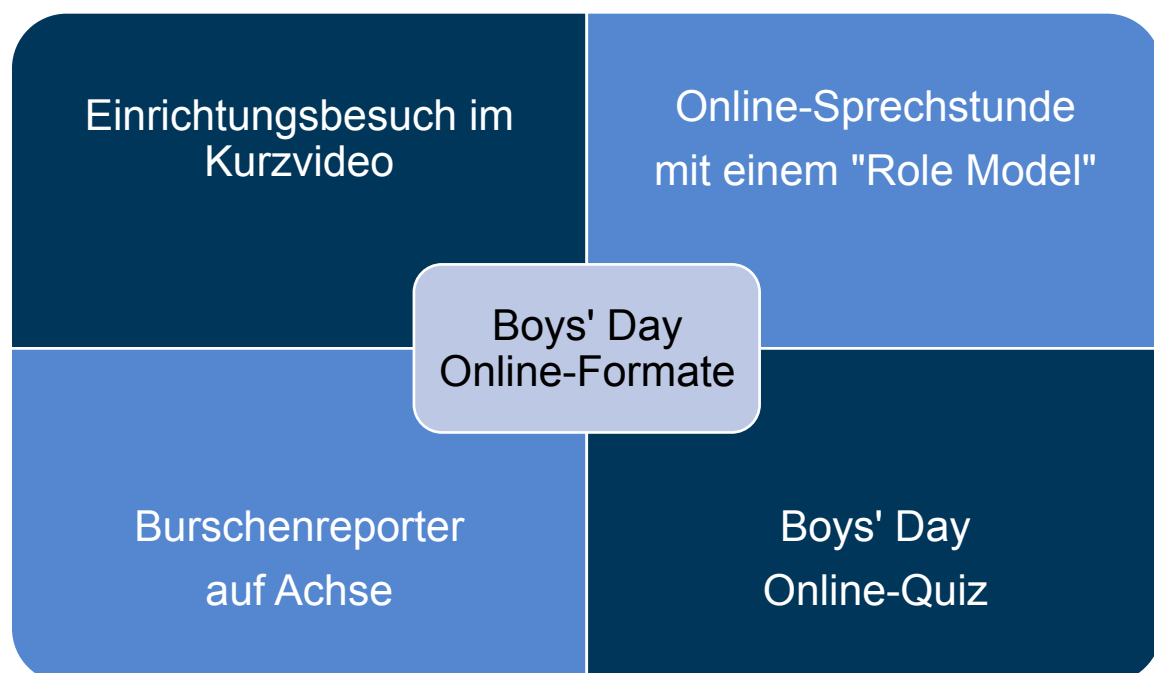 Einrichtungsbesuch im
Kurzvideo
Online-Sprechstunde
mit einem "Role Model"
Boys' Day
Online-Formate
Burschenreporter
auf Achse
Boys' Day
Online-Quiz